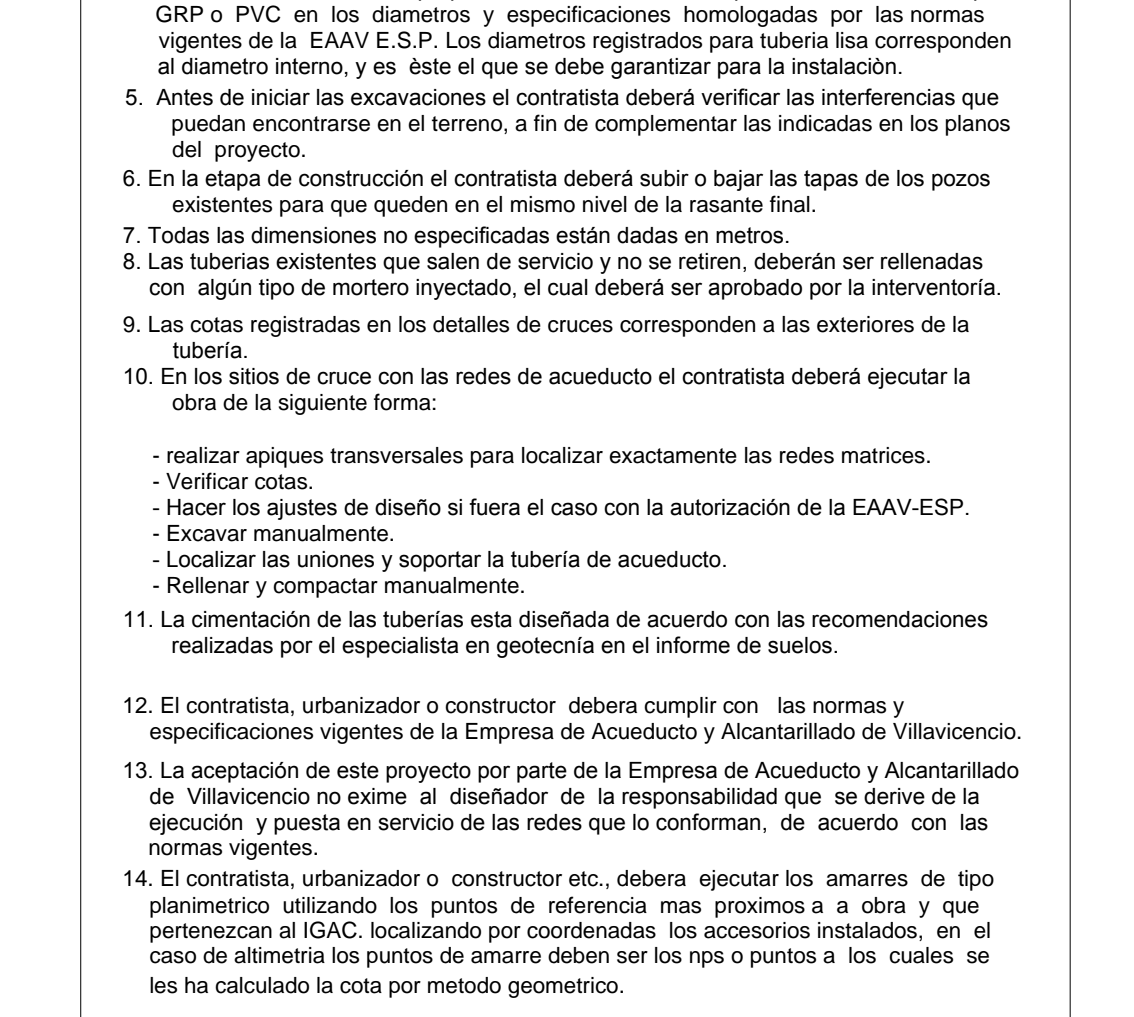 GRP o PVC en los diametros y especificaciones homologadas por las normas
vigentes de la EAAV E.S.P. Los diametros registrados para tuberia lisa corresponden
al diametro interno, y es èste el que se debe garantizar para la instalaciòn.
5. Antes de iniciar las excavaciones el contratista deberá verificar las interferencias que
puedan encontrarse en el terreno, a fin de complementar las indicadas en los planos
del proyecto.
6. En la etapa de construcción el contratista deberá subir o bajar las tapas de los pozos
existentes para que queden en el mismo nivel de la rasante final.
7. Todas las dimensiones no especificadas están dadas en metros.
8. Las tuberias existentes que salen de servicio y no se retiren, deberán ser rellenadas
con algún tipo de mortero inyectado, el cual deberá ser aprobado por la interventoría.
9. Las cotas registradas en los detalles de cruces corresponden a las exteriores de la
tubería.
10. En los sitios de cruce con las redes de acueducto el contratista deberá ejecutar la
obra de la siguiente forma:
- realizar apiques transversales para localizar exactamente las redes matrices.
- Verificar cotas.
- Hacer los ajustes de diseño si fuera el caso con la autorización de la EAAV-ESP.
- Excavar manualmente.
- Localizar las uniones y soportar la tubería de acueducto.
- Rellenar y compactar manualmente.
11. La cimentación de las tuberías esta diseñada de acuerdo con las recomendaciones
realizadas por el especialista en geotecnía en el informe de suelos.
12. El contratista, urbanizador o constructor debera cumplir con las normas y
especificaciones vigentes de la Empresa de Acueducto y Alcantarillado de Villavicencio.
13. La aceptación de este proyecto por parte de la Empresa de Acueducto y Alcantarillado
de Villavicencio no exime al diseñador de la responsabilidad que se derive de la
ejecución y puesta en servicio de las redes que lo conforman, de acuerdo con las
normas vigentes.
14. El contratista, urbanizador o constructor etc., debera ejecutar los amarres de tipo
planimetrico utilizando los puntos de referencia mas proximos a a obra y que
pertenezcan al IGAC. localizando por coordenadas los accesorios instalados, en el
caso de altimetria los puntos de amarre deben ser los nps o puntos a los cuales se
les ha calculado la cota por metodo geometrico.